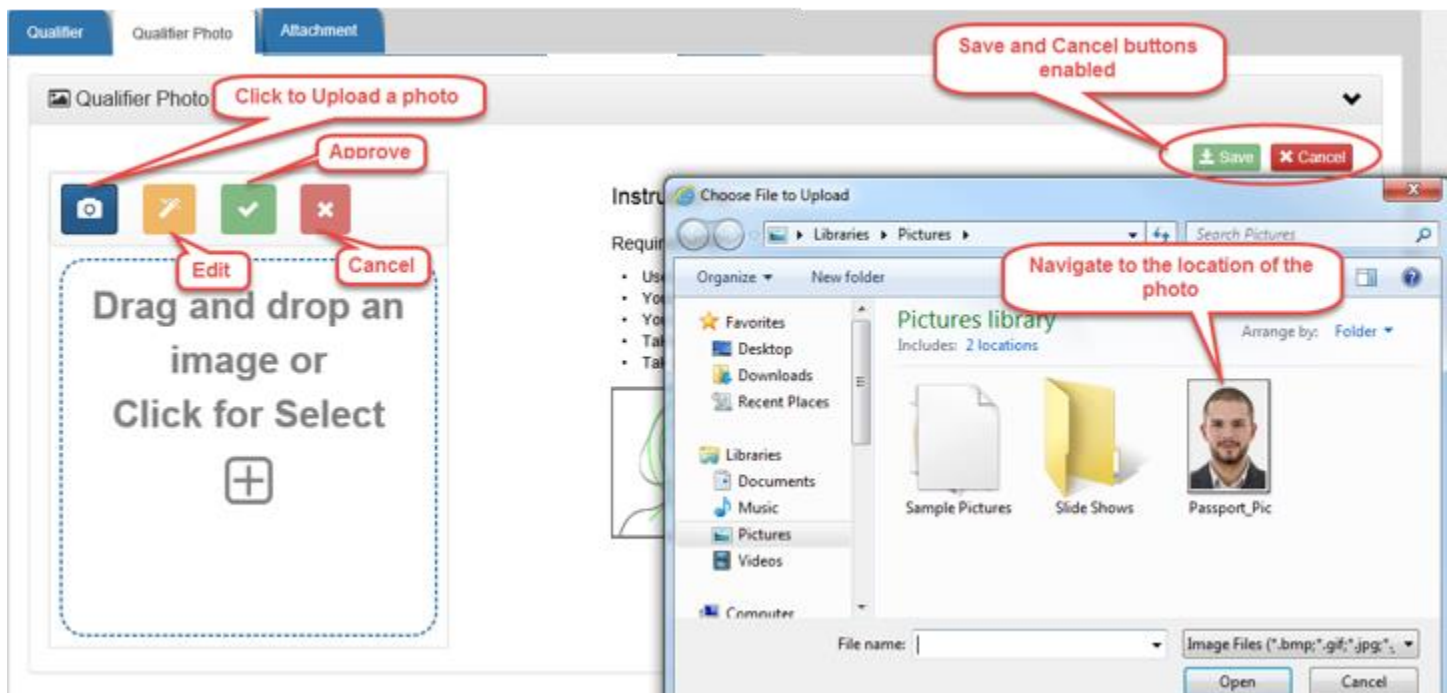 Qualifier
Qualifier Photo
Attachment
Save and Cancel buttons
enabled
Qualifier Photo
Click to Upload a photo
Approve
Save
Cancel
Edit
Cancel
Drag and drop an
image or
Click for Select
Choose File to Upload
Libraries
Pictures
Search Pictures
Organize
New folder
Navigate to the location of the
photo
Favorites
Desktop
Downloads
Recent Places
Libraries
Documents
Music
Pictures
Videos
Computer
Pictures library
Includes: 2 locations
Arrange by: Folder
Sample Pictures
Slide Shows
Passport_Pic
File name:
Image Files (*.bmp;*.gif;*.jpg;*.
Open
Cancel